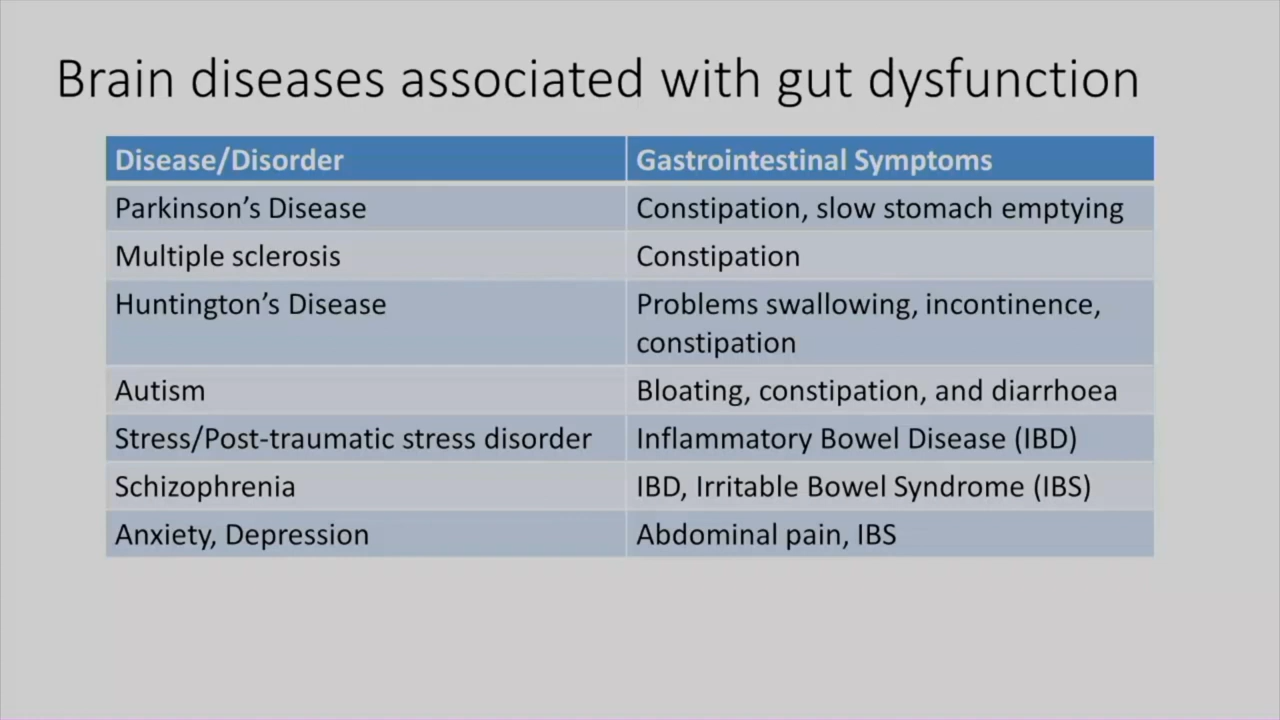 Brain diseases associated with gut dysfunction
Disease/Disorder Gastrointestinal Symptoms
Parkinson’s Disease Constipation, slow stomach emptying
Multiple sclerosis Constipation
Huntington’s Disease Problems swallowing, incontinence,
constipation
Autism Bloating, constipation, and diarrhoea
Stress/Post-traumatic stress disorder Inflammatory Bowel Disease (IBD)
Schizophrenia IBD, Irritable Bowel Syndrome (IBS)
Anxiety, Depression Abdominal pain, IBS